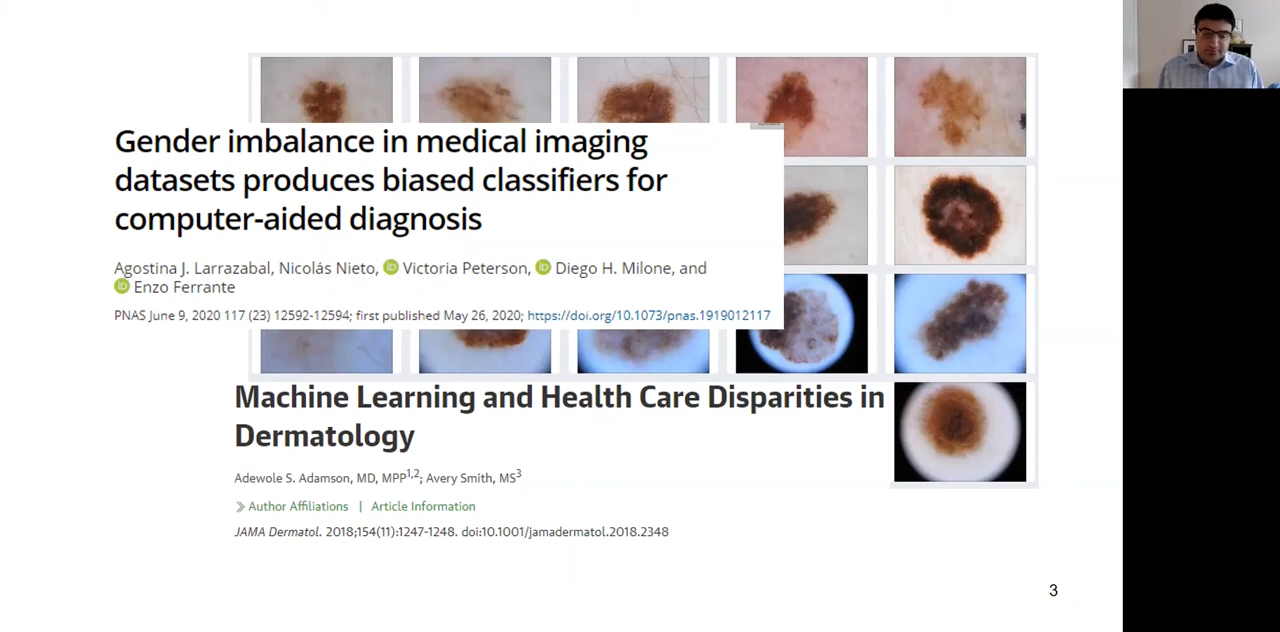 Gender imbalance in medical imaging
datasets produces biased classifiers for
computer-aided diagnosis
Agostina J. Larrazabal, Nicolás Nieto, iD Victoria Peterson, iD Diego H. Milone, and
iD Enzo Ferrante
PNAS June 9, 2020 117 (23) 12592-12594; first published May 26, 2020; https://doi.org/10.1073/pnas.1919012117
Machine Learning and Health Care Disparities in
Dermatology
Adewole S. Adamson, MD, MPP1,2; Avery Smith, MS3
» Author Affiliations | Article Information
JAMA Dermatol. 2018;154(11):1247-1248. doi:10.1001/jamadermatol.2018.2348
3